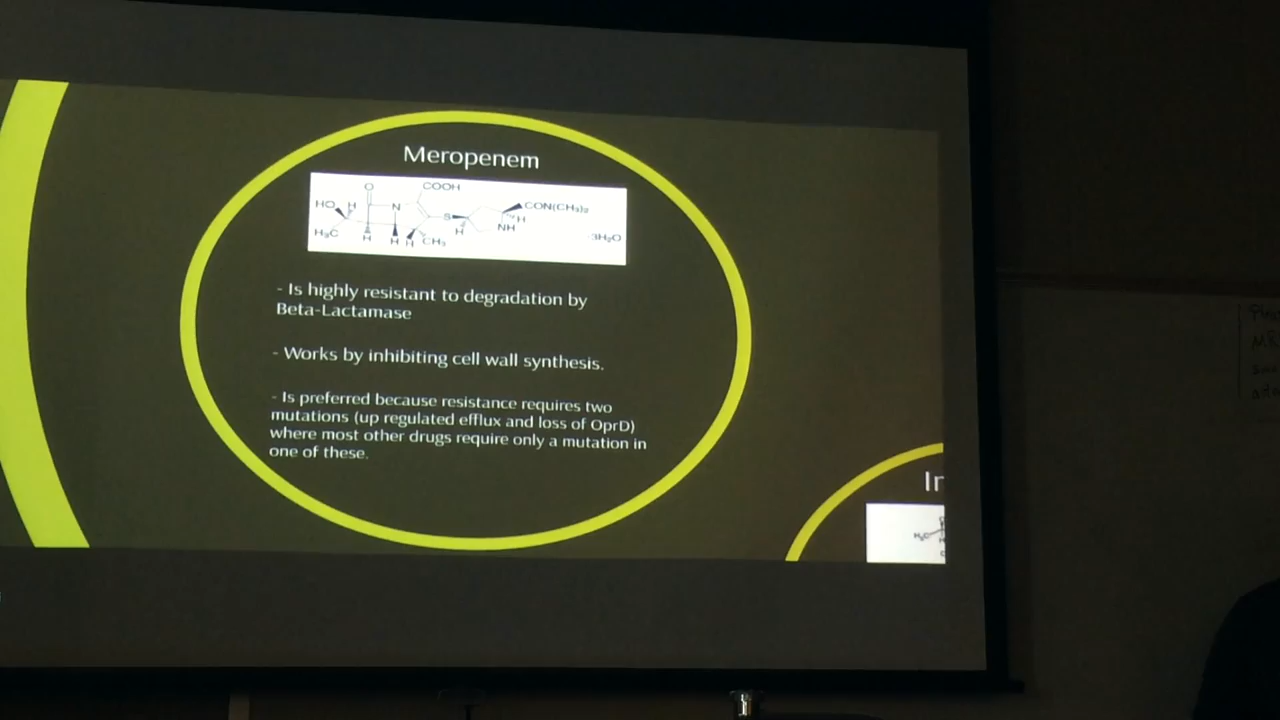 Meropenem
O
COOH
HO
H
N
S
CON(CH₃)₂
H
H₃C
H
H
H
CH₃
H
NH
3H₂O
- Is highly resistant to degradation by
Beta-Lactamase
- Works by inhibiting cell wall synthesis.
- Is preferred because resistance requires two
mutations (up regulated efflux and loss of OprD)
where most other drugs require only a mutation in
one of these.
H₃C